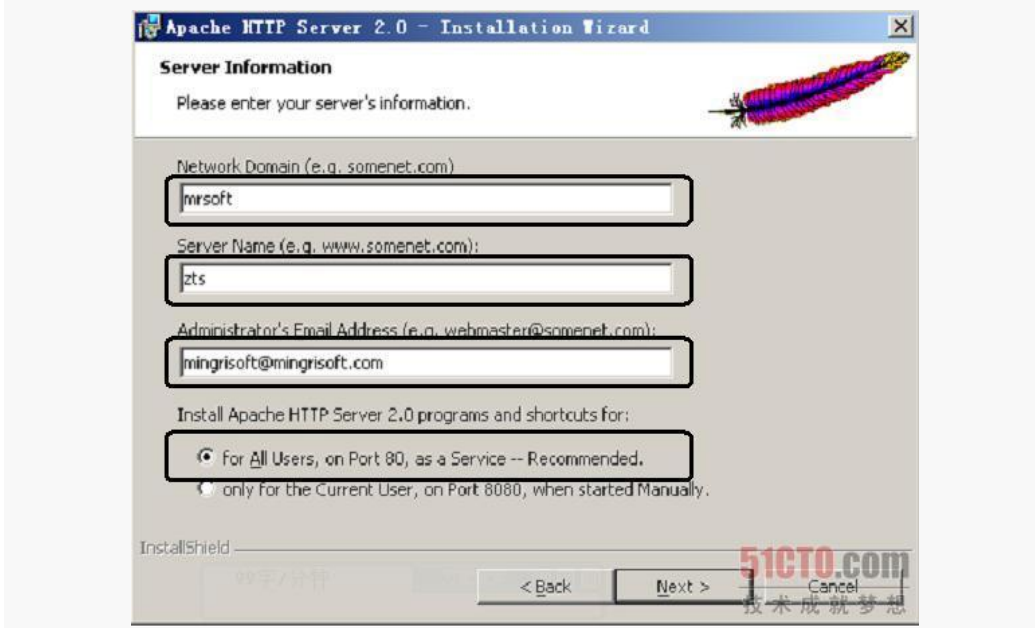 Apache HTTP Server 2.0 - Installation Wizard
Server Information
Please enter your server's information.
Network Domain (e.g. somenet.com)
mrsoft
Server Name (e.g. www.somenet.com):
zts
Administrator's Email Address (e.g. webmaster@somenet.com):
mingrisoft@mingrisoft.com
Install Apache HTTP Server 2.0 programs and shortcuts for:
for All Users, on Port 80, as a Service -- Recommended.
only for the Current User, on Port 8080, when started Manually.
InstallShield
51CTO.com
< Back Next > Cancel
技术成就梦想